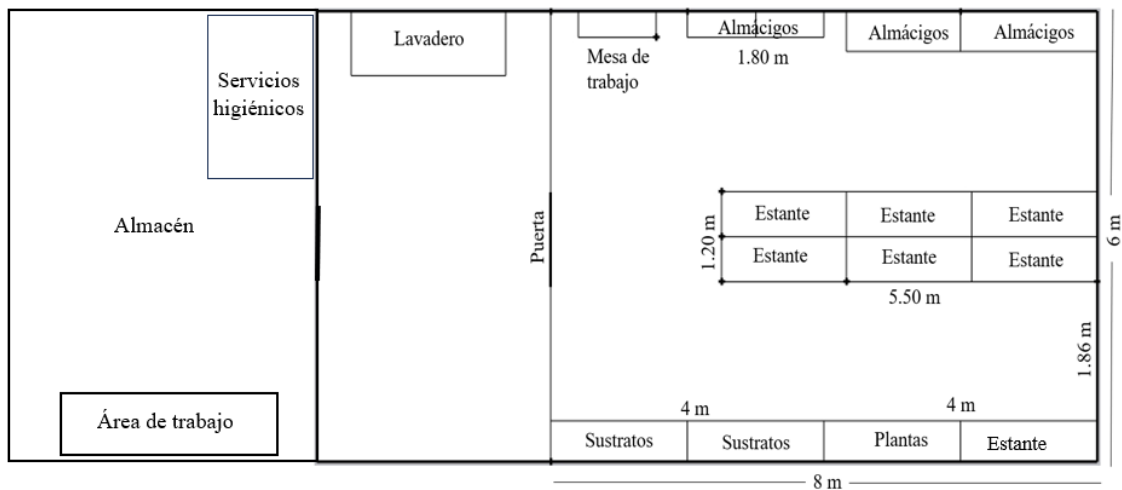 Lavadero
Almácigos
Almácigos
Almácigos
Servicios
higiénicos
Mesa de
trabajo
1.80 m
Almacén
Puerta
1.20 m
Estante
Estante
Estante
Estante
Estante
Estante
6 m
5.50 m
1.86 m
Área de trabajo
4 m
4 m
Sustratos
Sustratos
Plantas
Estante
8 m